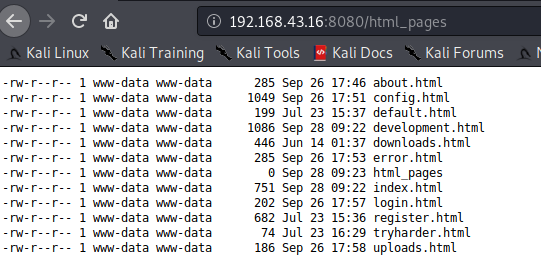 192.168.43.16:8080/html_pages
Kali Linux Kali Training Kali Tools Kali Docs Kali Forums
-rw-r--r-- 1 www-data www-data 285 Sep 26 17:46 about.html
-rw-r--r-- 1 www-data www-data 1049 Sep 26 17:51 config.html
-rw-r--r-- 1 www-data www-data 199 Jul 23 15:37 default.html
-rw-r--r-- 1 www-data www-data 1086 Sep 28 09:22 development.html
-rw-r--r-- 1 www-data www-data 446 Jun 14 01:37 downloads.html
-rw-r--r-- 1 www-data www-data 285 Sep 26 17:53 error.html
-rw-r--r-- 1 www-data www-data 0 Sep 28 09:23 html_pages
-rw-r--r-- 1 www-data www-data 751 Sep 28 09:22 index.html
-rw-r--r-- 1 www-data www-data 202 Sep 26 17:57 login.html
-rw-r--r-- 1 www-data www-data 682 Jul 23 15:36 register.html
-rw-r--r-- 1 www-data www-data 74 Jul 23 16:29 tryharder.html
-rw-r--r-- 1 www-data www-data 186 Sep 26 17:58 uploads.html